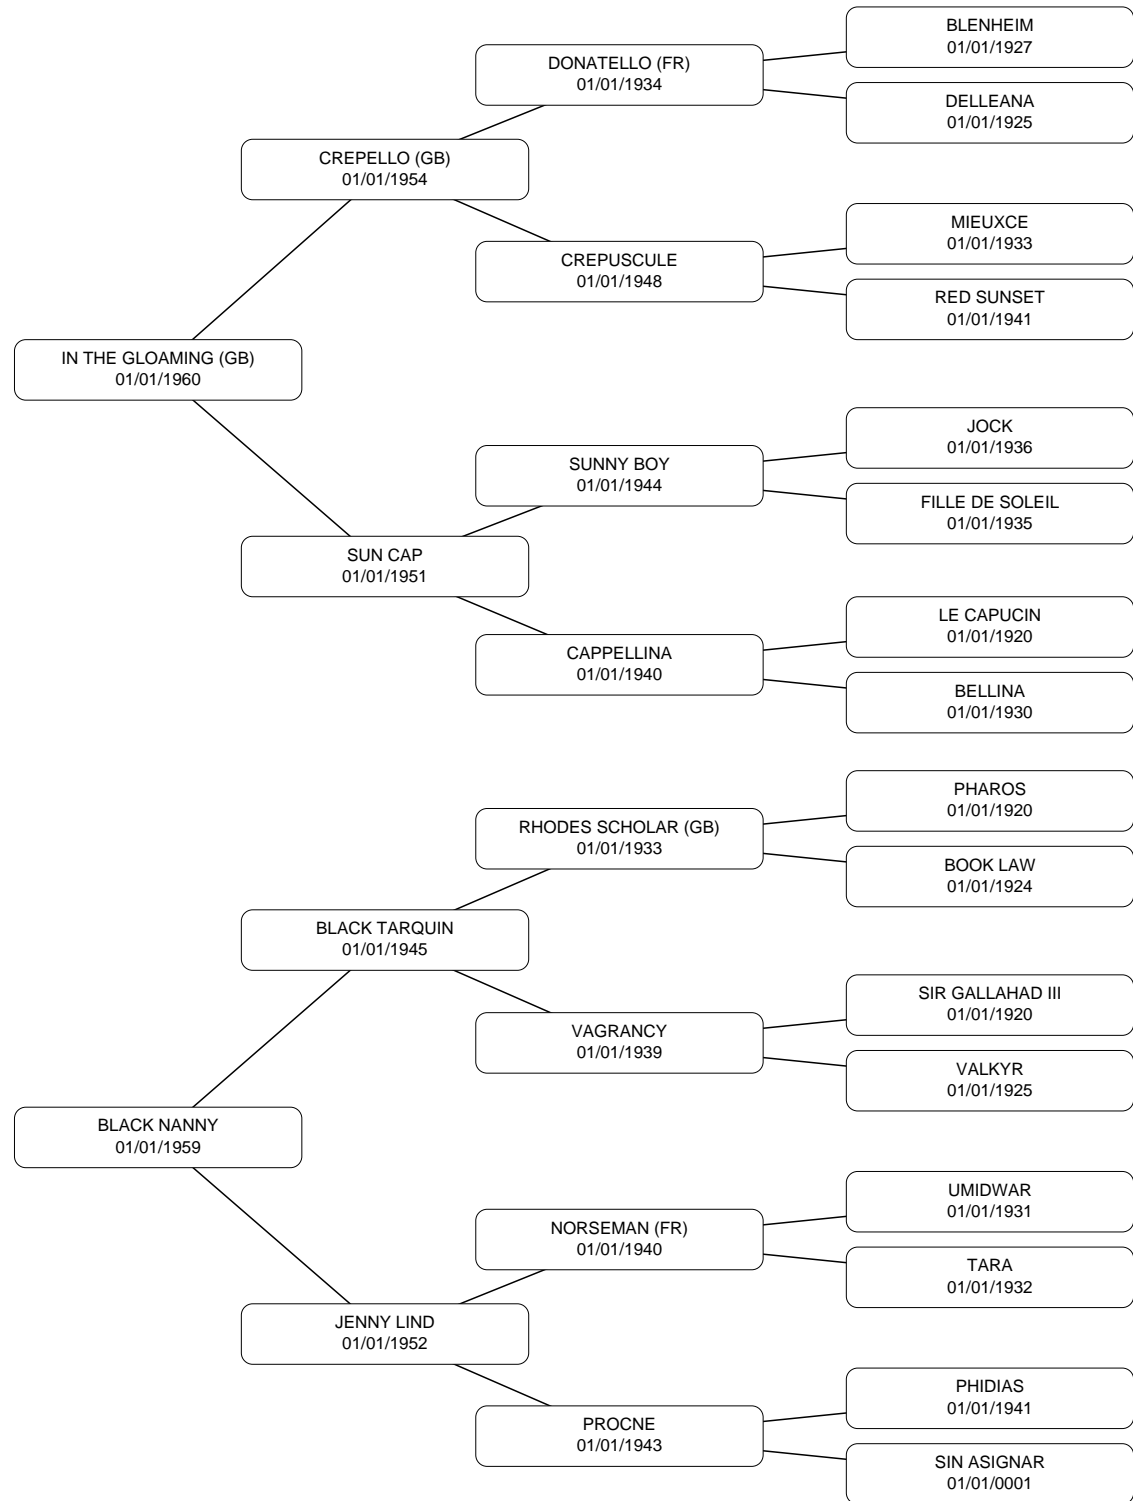 BLENHEIM
01/01/1927
DONATELLO (FR)
01/01/1934
DELLEANA
01/01/1925
CREPELLO (GB)
01/01/1954
MIEUXCE
01/01/1933
CREPUSCULE
01/01/1948
RED SUNSET
01/01/1941
IN THE GLOAMING (GB)
01/01/1960
JOCK
01/01/1936
SUNNY BOY
01/01/1944
FILLE DE SOLEIL
01/01/1935
SUN CAP
01/01/1951
LE CAPUCIN
01/01/1920
CAPPELLINA
01/01/1940
BELLINA
01/01/1930
PHAROS
01/01/1920
RHODES SCHOLAR (GB)
01/01/1933
BOOK LAW
01/01/1924
BLACK TARQUIN
01/01/1945
SIR GALLAHAD III
01/01/1920
VAGRANCY
01/01/1939
VALKYR
01/01/1925
BLACK NANNY
01/01/1959
UMIDWAR
01/01/1931
NORSEMAN (FR)
01/01/1940
TARA
01/01/1932
JENNY LIND
01/01/1952
PHIDIAS
01/01/1941
PROCNE
01/01/1943
SIN ASIGNAR
01/01/0001